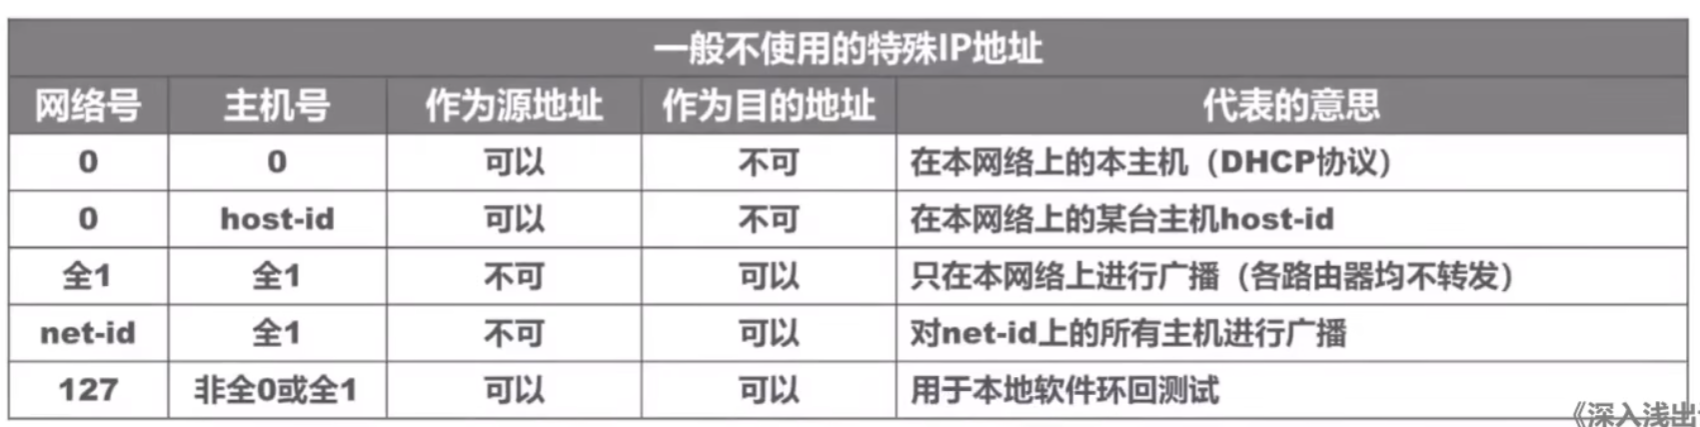 一般不使用的特殊IP地址
网络号 主机号 作为源地址 作为目的地址 代表的意思
0 0 可以 不可 在本网络上的本主机（DHCP协议）
0 host-id 可以 不可 在本网络上的某台主机host-id
全1 全1 不可 可以 只在本网络上进行广播（各路由器均不转发）
net-id 全1 不可 可以 对net-id上的所有主机进行广播
127 非全0或全1 可以 可以 用于本地软件环回测试
《深入浅出